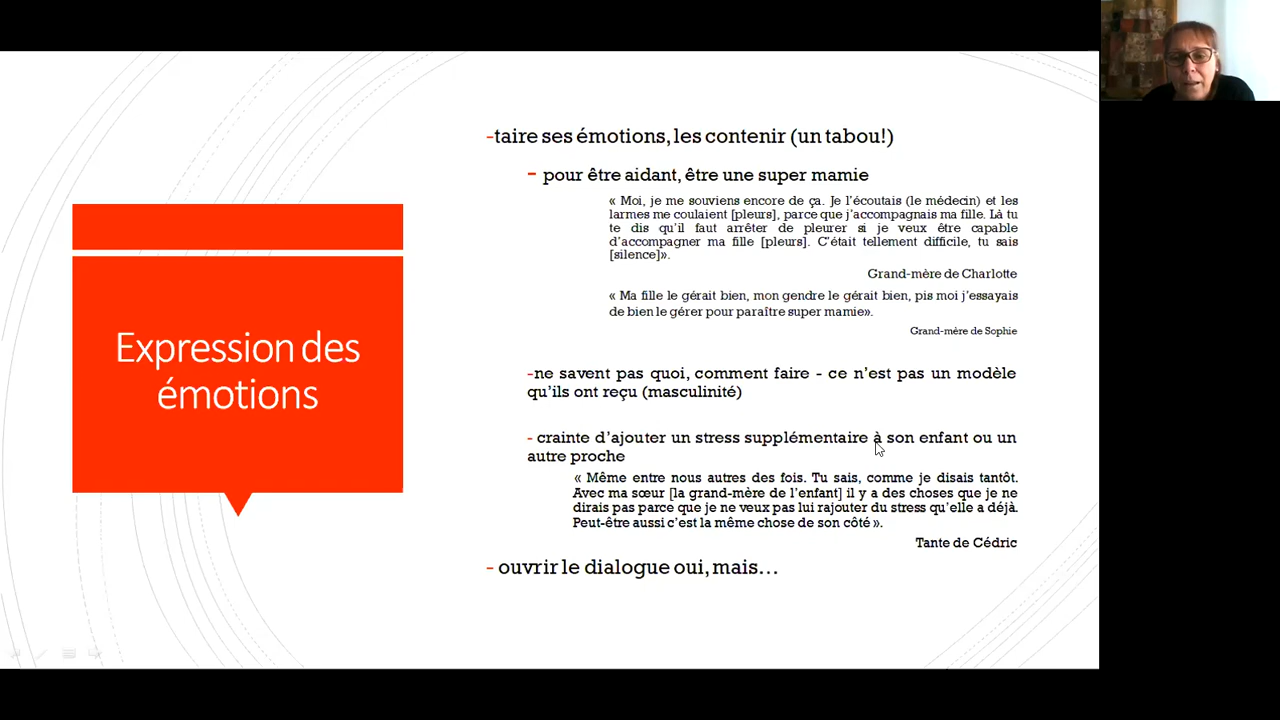 Expression des
émotions
-taire ses émotions, les contenir (un tabou!)
- pour être aidant, être une super mamie
« Moi, je me souviens encore de ça. Je l'écoutais (le médecin) et les
larmes me coulaient [pleurs], parce que j'accompagnais ma fille. Là tu
te dis qu'il faut arrêter de pleurer si je veux être capable
d'accompagner ma fille [pleurs]. C'était tellement difficile, tu sais
[silence]».
Grand-mère de Charlotte
« Ma fille le gérait bien, mon gendre le gérait bien, pis moi j'essayais
de bien le gérer pour paraître super mamie».
Grand-mère de Sophie
-ne savent pas quoi, comment faire - ce n'est pas un modèle
qu'ils ont reçu (masculinité)
- crainte d'ajouter un stress supplémentaire à son enfant ou un
autre proche
« Même entre nous autres des fois. Tu sais, comme je disais tantôt.
Avec ma sœur [la grand-mère de l'enfant] il y a des choses que je ne
dirais pas parce que je ne veux pas lui rajouter du stress qu'elle a déjà.
Peut-être aussi c'est la même chose de son côté ».
Tante de Cédric
- ouvrir le dialogue oui, mais…